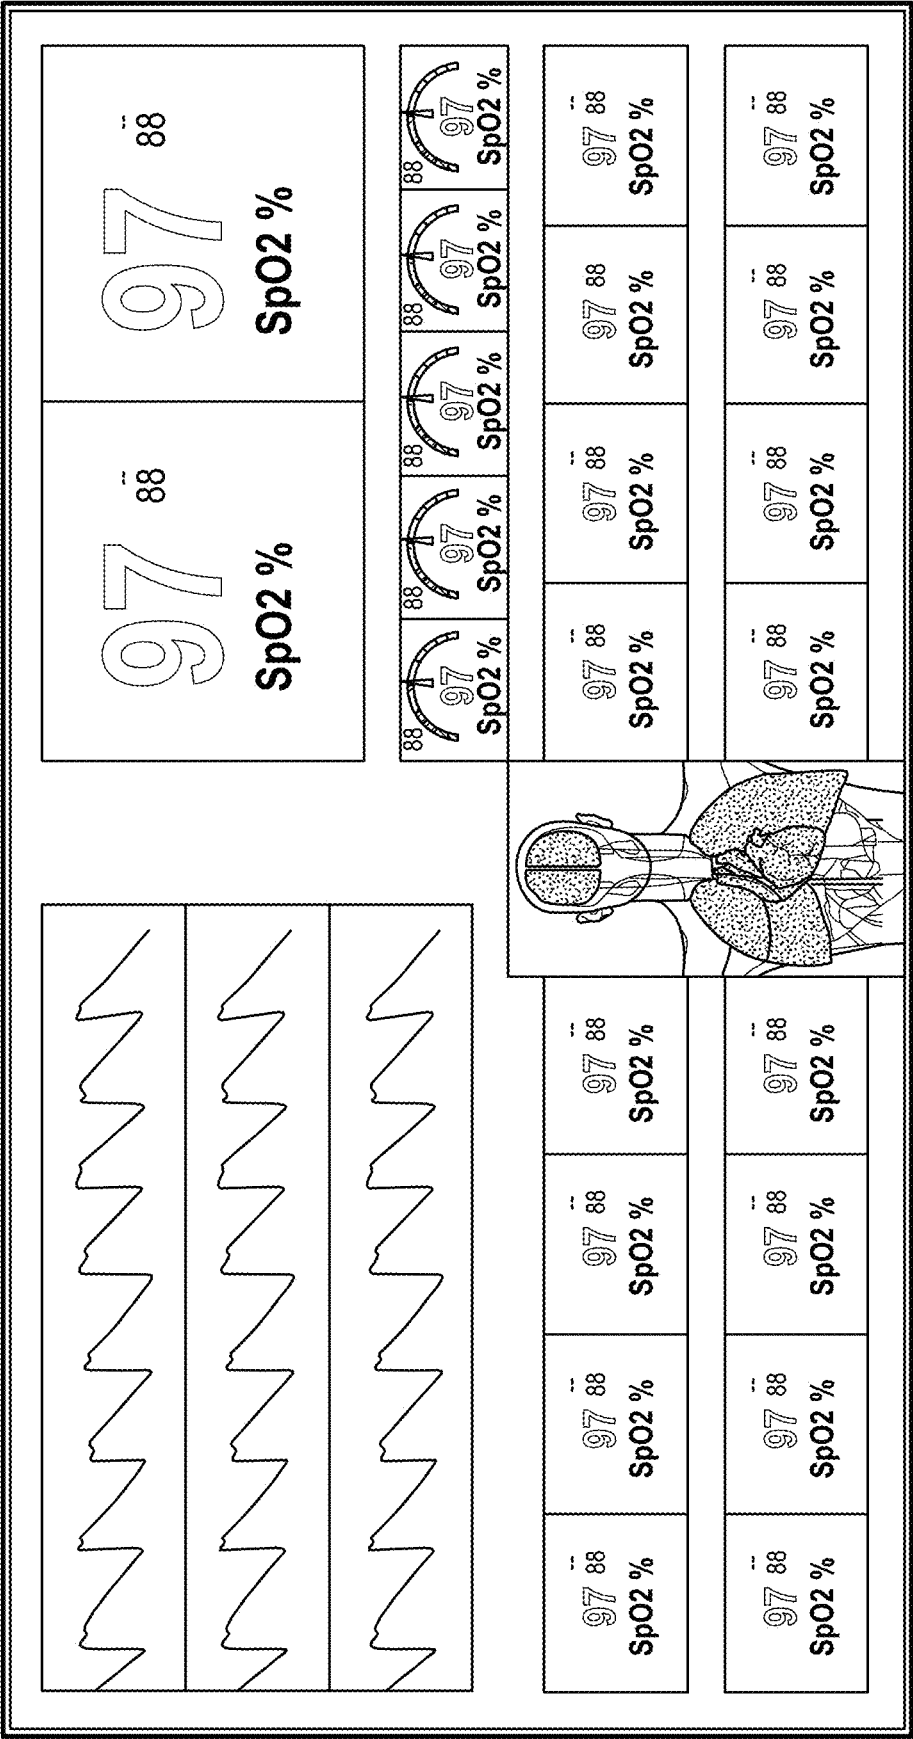 --
97 88
SpO2 %
--
97 88
SpO2 %
88
97
SpO2 %
88
97
SpO2 %
88
97
SpO2 %
88
97
SpO2 %
88
97
SpO2 %
--
97 88
SpO2 %
--
97 88
SpO2 %
--
97 88
SpO2 %
--
97 88
SpO2 %
--
97 88
SpO2 %
--
97 88
SpO2 %
--
97 88
SpO2 %
--
97 88
SpO2 %
--
97 88
SpO2 %
--
97 88
SpO2 %
--
97 88
SpO2 %
--
97 88
SpO2 %
--
97 88
SpO2 %
--
97 88
SpO2 %
--
97 88
SpO2 %
--
97 88
SpO2 %